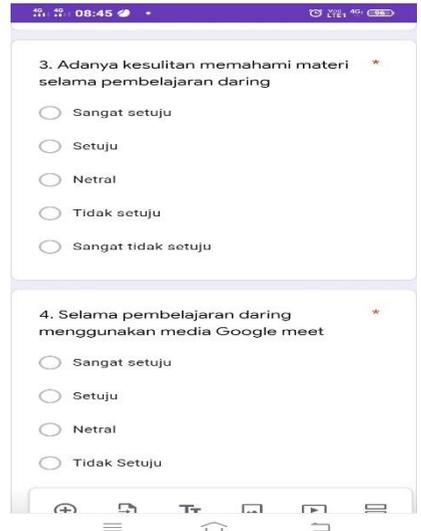 08:45
3. Adanya kesulitan memahami materi *
selama pembelajaran daring
Sangat setuju
Setuju
Netral
Tidak setuju
Sangat tidak setuju
4. Selama pembelajaran daring *
menggunakan media Google meet
Sangat setuju
Setuju
Netral
Tidak Setuju